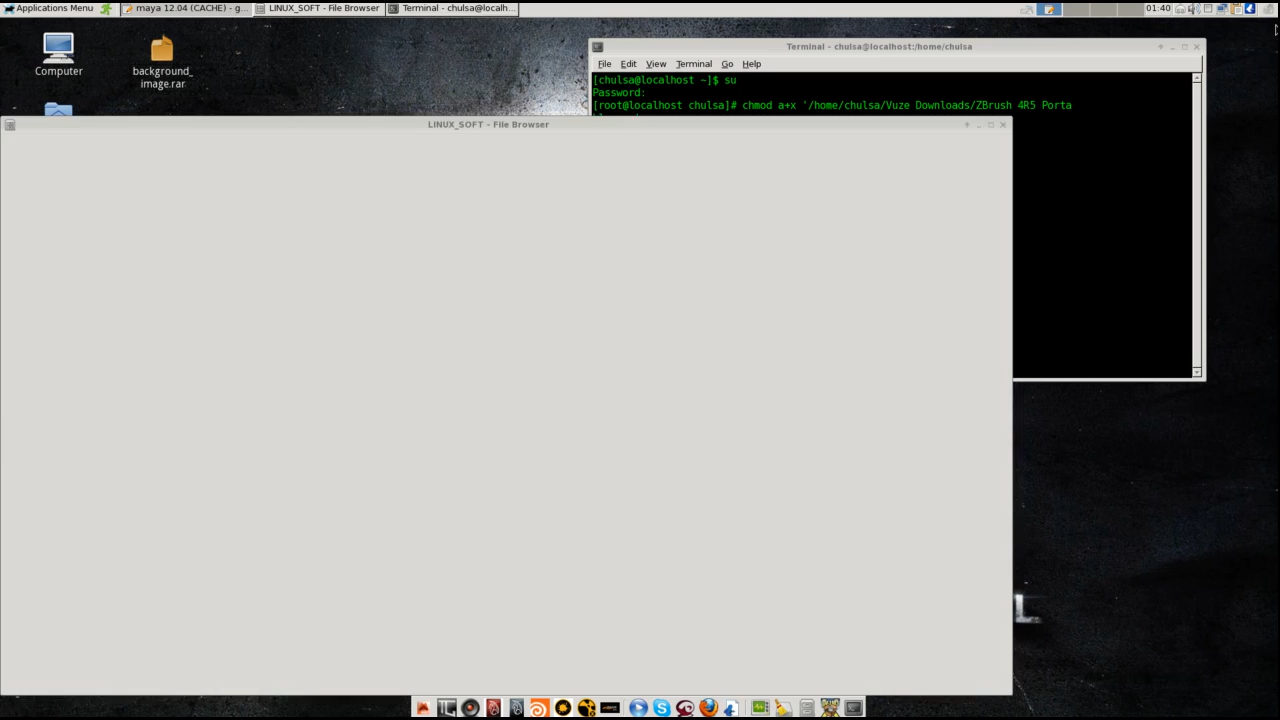 Applications Menu
maya 12.04 (CACHE) - g...
LINUX_SOFT - File Browser
Terminal - chulsa@localh...
01:40
Computer
background_
image.rar
Terminal - chulsa@localhost:/home/chulsa
File Edit View Terminal Go Help
[chulsa@localhost ~]$ su
Password:
[root@localhost chulsa]# chmod a+x '/home/chulsa/Vuze Downloads/ZBrush 4R5 Porta
LINUX_SOFT - File Browser
L